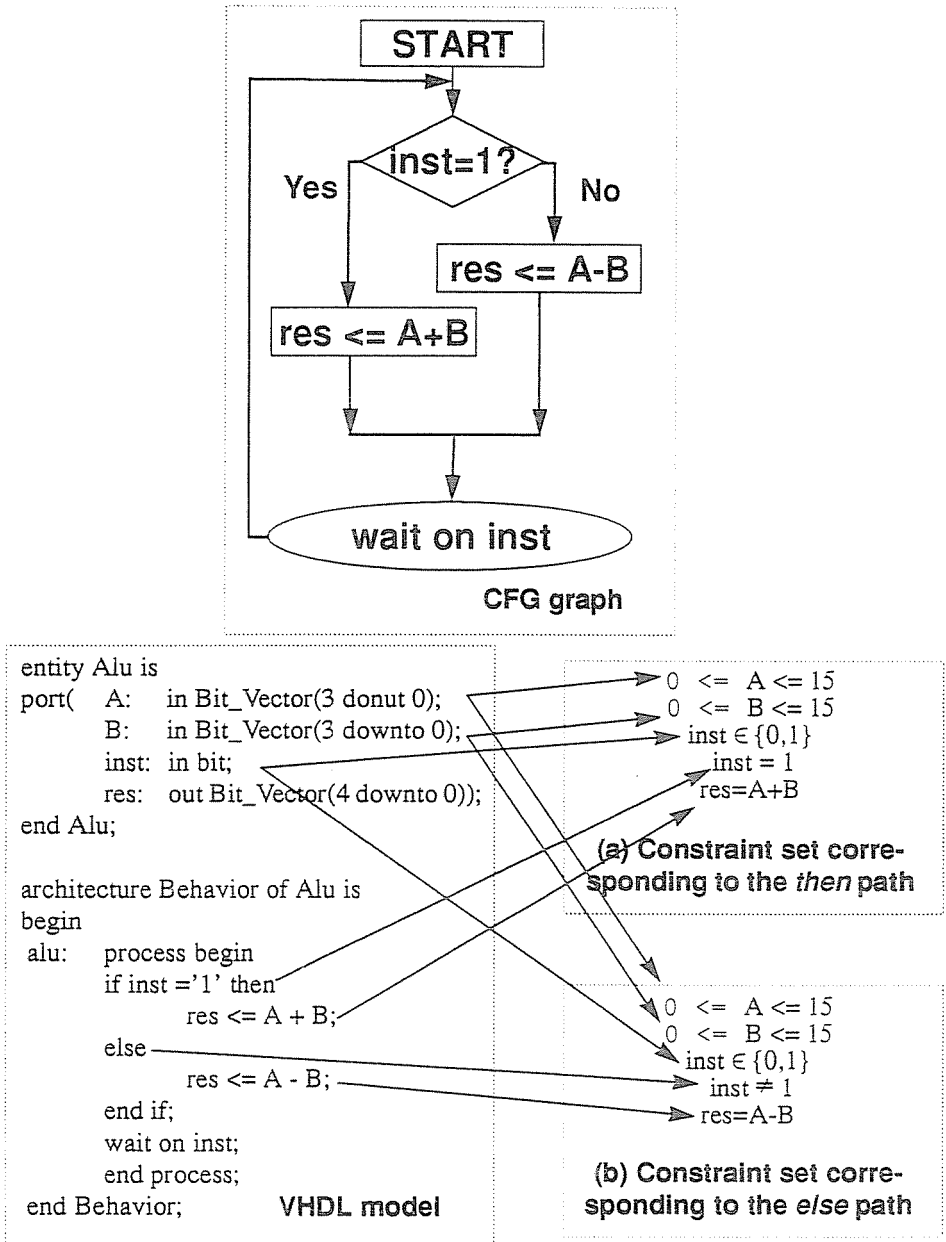 START
inst=1?
Yes
No
res <= A-B
res <= A+B
wait on inst
CFG graph
entity Alu is
port( A: in Bit_Vector(3 donut 0);
B: in Bit_Vector(3 downto 0);
inst: in bit;
res: out Bit_Vector(4 downto 0));
end Alu;
architecture Behavior of Alu is
begin
alu: process begin
if inst ='1' then
res <= A + B;
else
res <= A - B;
end if;
wait on inst;
end process;
end Behavior;
VHDL model
0 <= A <= 15
0 <= B <= 15
inst ∈ {0,1}
inst = 1
res=A+B
(a) Constraint set corre-
sponding to the then path
0 <= A <= 15
0 <= B <= 15
inst ∈ {0,1}
inst ≠ 1
res=A-B
(b) Constraint set corre-
sponding to the else path